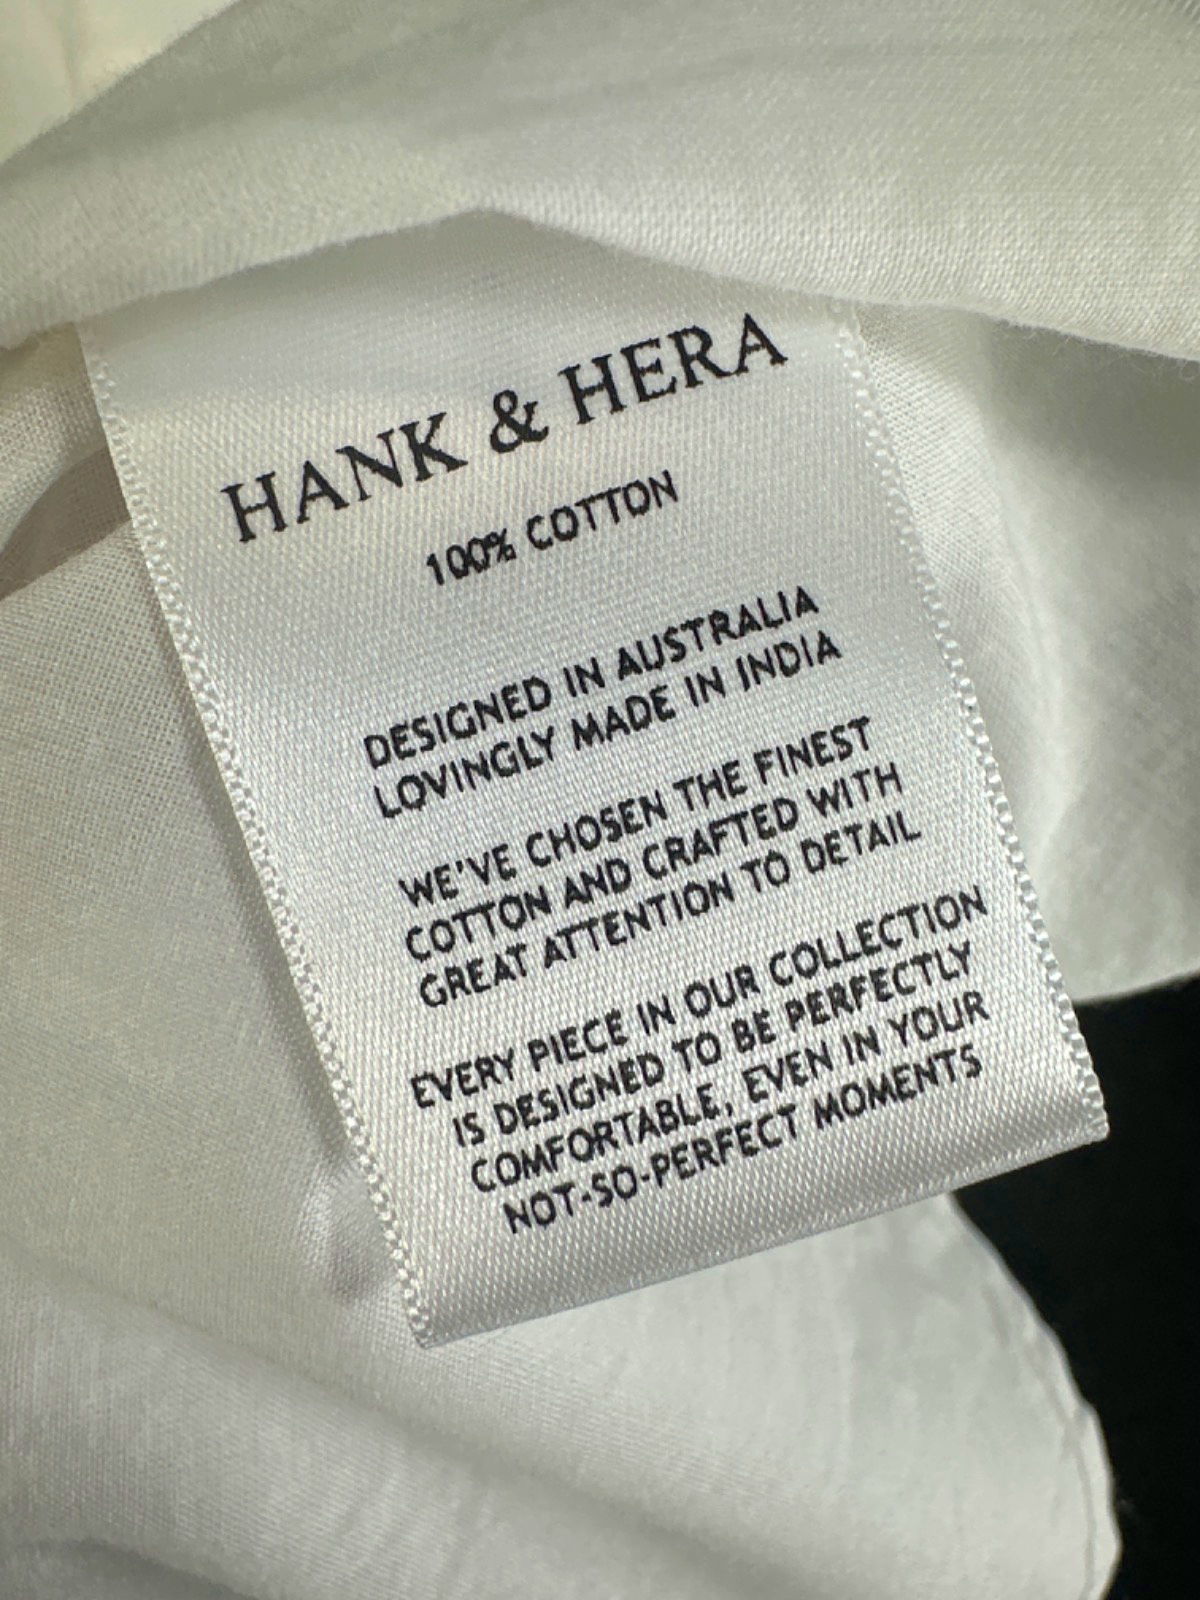 HANK & HERA
100% COTTON
DESIGNED IN AUSTRALIA
LOVINGLY MADE IN INDIA
WE'VE CHOSEN THE FINEST
COTTON AND CRAFTED WITH
GREAT ATTENTION TO DETAIL
EVERY PIECE IN OUR COLLECTION
IS DESIGNED TO BE PERFECTLY
COMFORTABLE, EVEN IN YOUR
NOT-SO-PERFECT MOMENTS